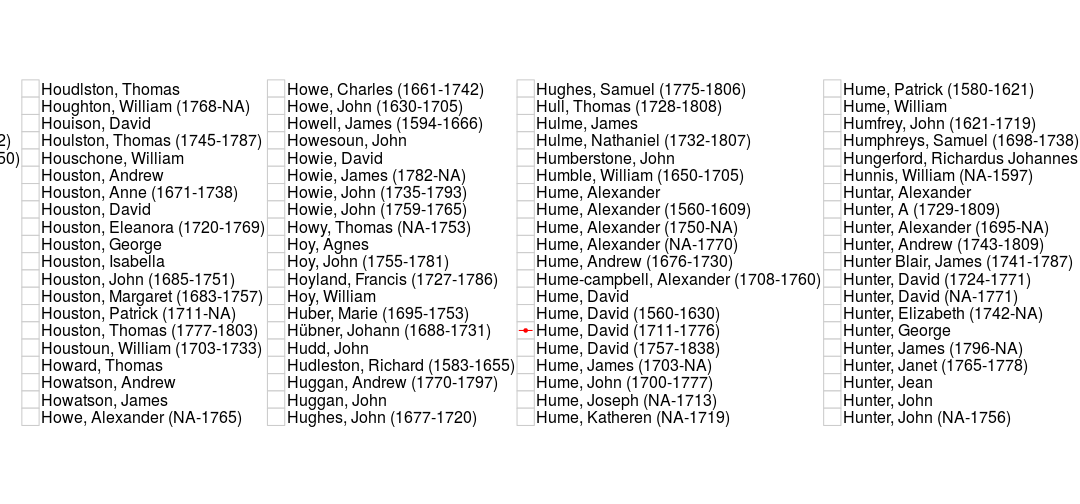 2)
50)
Houdlston, Thomas
Houghton, William (1768-NA)
Houison, David
Houlston, Thomas (1745-1787)
Houschone, William
Houston, Andrew
Houston, Anne (1671-1738)
Houston, David
Houston, Eleanora (1720-1769)
Houston, George
Houston, Isabella
Houston, John (1685-1751)
Houston, Margaret (1683-1757)
Houston, Patrick (1711-NA)
Houston, Thomas (1777-1803)
Houstoun, William (1703-1733)
Howard, Thomas
Howatson, Andrew
Howatson, James
Howe, Alexander (NA-1765)
Howe, Charles (1661-1742)
Howe, John (1630-1705)
Howell, James (1594-1666)
Howesoun, John
Howie, David
Howie, James (1782-NA)
Howie, John (1735-1793)
Howie, John (1759-1765)
Howy, Thomas (NA-1753)
Hoy, Agnes
Hoy, John (1755-1781)
Hoyland, Francis (1727-1786)
Hoy, William
Huber, Marie (1695-1753)
Hübner, Johann (1688-1731)
Hudd, John
Hudleston, Richard (1583-1655)
Huggan, Andrew (1770-1797)
Huggan, John
Hughes, John (1677-1720)
Hughes, Samuel (1775-1806)
Hull, Thomas (1728-1808)
Hulme, James
Hulme, Nathaniel (1732-1807)
Humberstone, John
Humble, William (1650-1705)
Hume, Alexander
Hume, Alexander (1560-1609)
Hume, Alexander (1750-NA)
Hume, Alexander (NA-1770)
Hume, Andrew (1676-1730)
Hume-campbell, Alexander (1708-1760)
Hume, David
Hume, David (1560-1630)
Hume, David (1711-1776)
Hume, David (1757-1838)
Hume, James (1703-NA)
Hume, John (1700-1777)
Hume, Joseph (NA-1713)
Hume, Katheren (NA-1719)
Hume, Patrick (1580-1621)
Hume, William
Humfrey, John (1621-1719)
Humphreys, Samuel (1698-1738)
Hungerford, Richardus Johannes
Hunnis, William (NA-1597)
Huntar, Alexander
Hunter, A (1729-1809)
Hunter, Alexander (1695-NA)
Hunter, Andrew (1743-1809)
Hunter Blair, James (1741-1787)
Hunter, David (1724-1771)
Hunter, David (NA-1771)
Hunter, Elizabeth (1742-NA)
Hunter, George
Hunter, James (1796-NA)
Hunter, Janet (1765-1778)
Hunter, Jean
Hunter, John
Hunter, John (NA-1756)